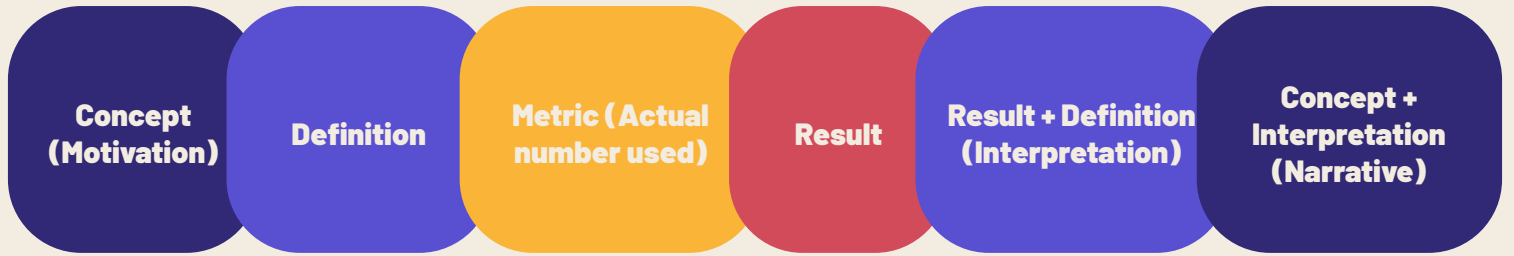 Concept
(Motivation)
Definition
Metric (Actual
number used)
Result
Result + Definition
(Interpretation)
Concept +
Interpretation
(Narrative)